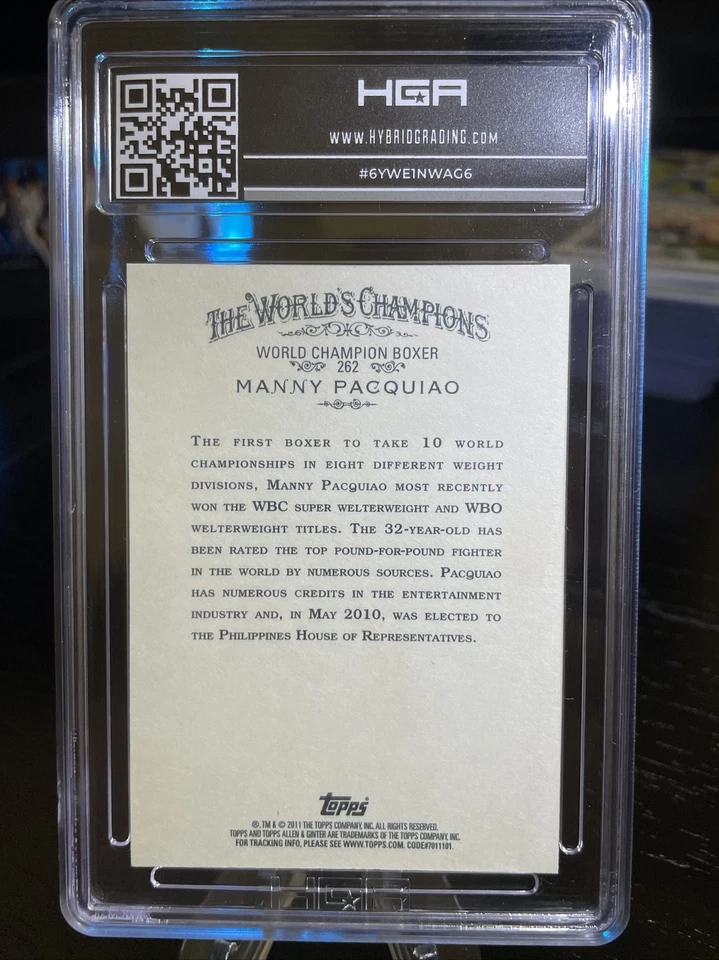 HGA
WWW.HYBRIDGRADING.COM
#6YWE1NWAG6
THE WORLD'S CHAMPIONS
WORLD CHAMPION BOXER
262
MANNY PACQUIAO
THE FIRST BOXER TO TAKE 10 WORLD
CHAMPIONSHIPS IN EIGHT DIFFERENT WEIGHT
DIVISIONS, MANNY PACQUIAO MOST RECENTLY
WON THE WBC SUPER WELTERWEIGHT AND WBO
WELTERWEIGHT TITLES. THE 32-YEAR-OLD HAS
BEEN RATED THE TOP POUND-FOR-POUND FIGHTER
IN THE WORLD BY NUMEROUS SOURCES. PACQUIAO
HAS NUMEROUS CREDITS IN THE ENTERTAINMENT
INDUSTRY AND, IN MAY 2010, WAS ELECTED TO
THE PHILIPPINES HOUSE OF REPRESENTATIVES.
Topps
®, TM & © 2011 THE TOPPS COMPANY, INC. ALL RIGHTS RESERVED.
TOPPS AND TOPPS ALLEN & GINTER ARE TRADEMARKS OF THE TOPPS COMPANY, INC.
FOR TRACKING INFO, PLEASE SEE WWW.TOPPS.COM. CODE#7011101.
HGA